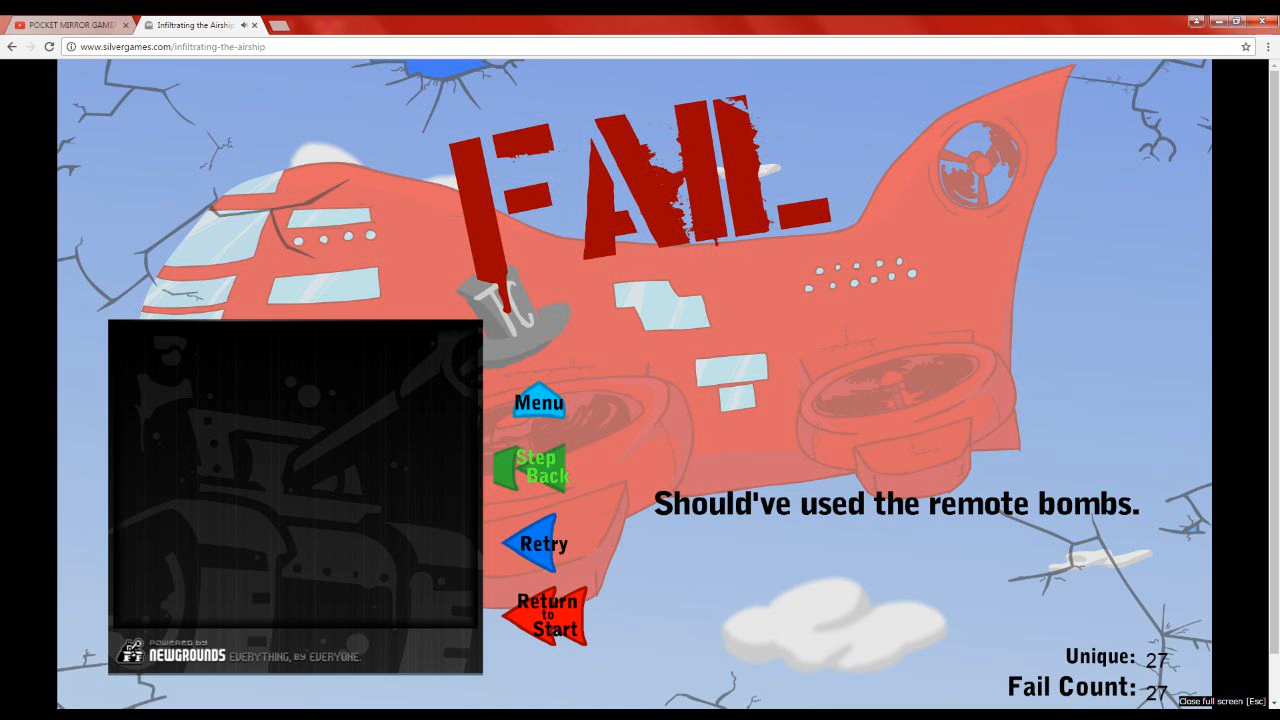 POCKET MIRROR GAME
Infiltrating the Airship
www.silvergames.com/infiltrating-the-airship
FAIL
Menu
Step
Back
Retry
Return
to
Start
Should've used the remote bombs.
POWERED BY
NEWGROUNDS EVERYTHING, BY EVERYONE.
Unique: 27
Fail Count: 27
Close full screen [Esc]